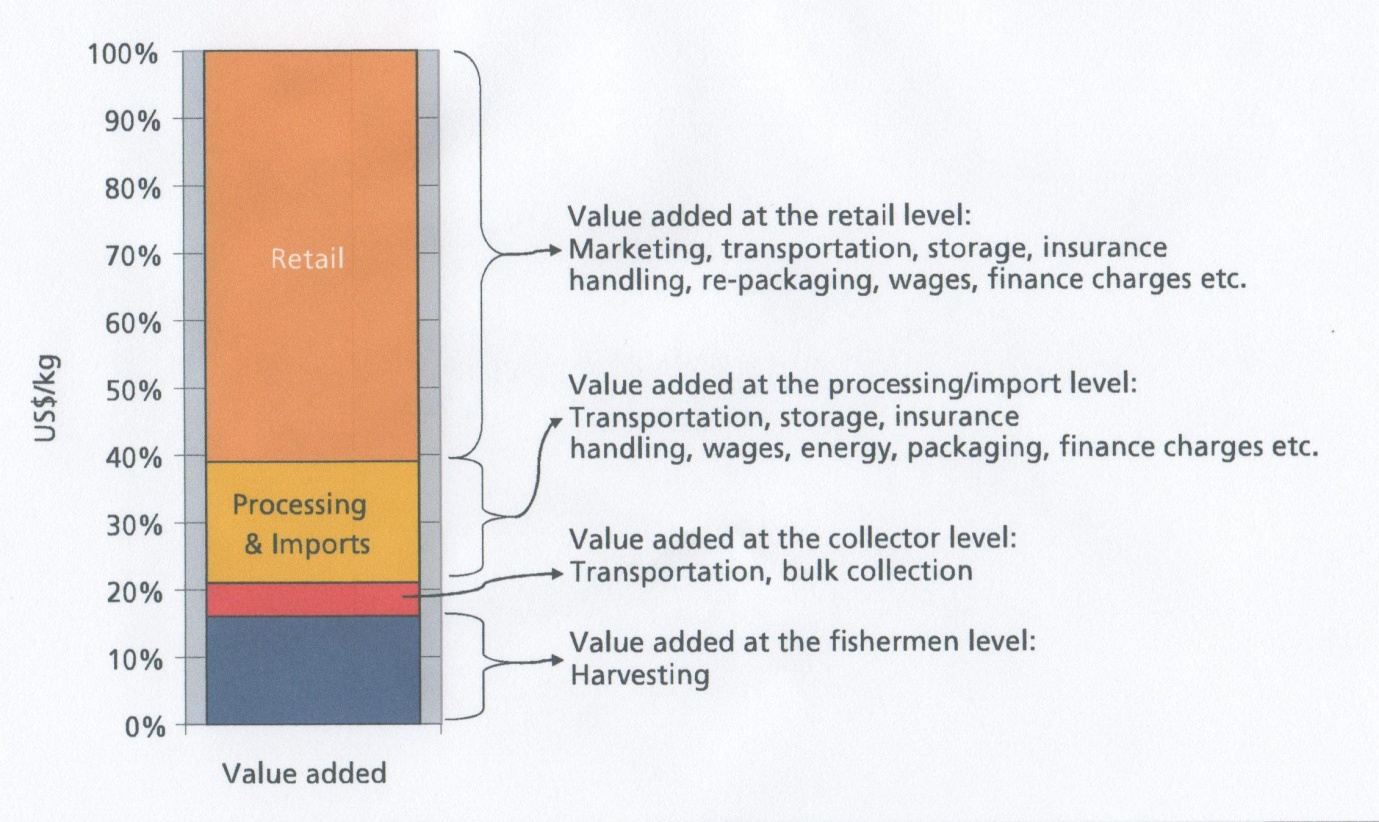 100%
90%
80%
70%
60%
50%
40%
30%
20%
10%
0%
US$/kg
Retail
Processing
& Imports
Value added
Value added at the retail level:
Marketing, transportation, storage, insurance
handling, re-packaging, wages, finance charges etc.
Value added at the processing/import level:
Transportation, storage, insurance
handling, wages, energy, packaging, finance charges etc.
Value added at the collector level:
Transportation, bulk collection
Value added at the fishermen level:
Harvesting